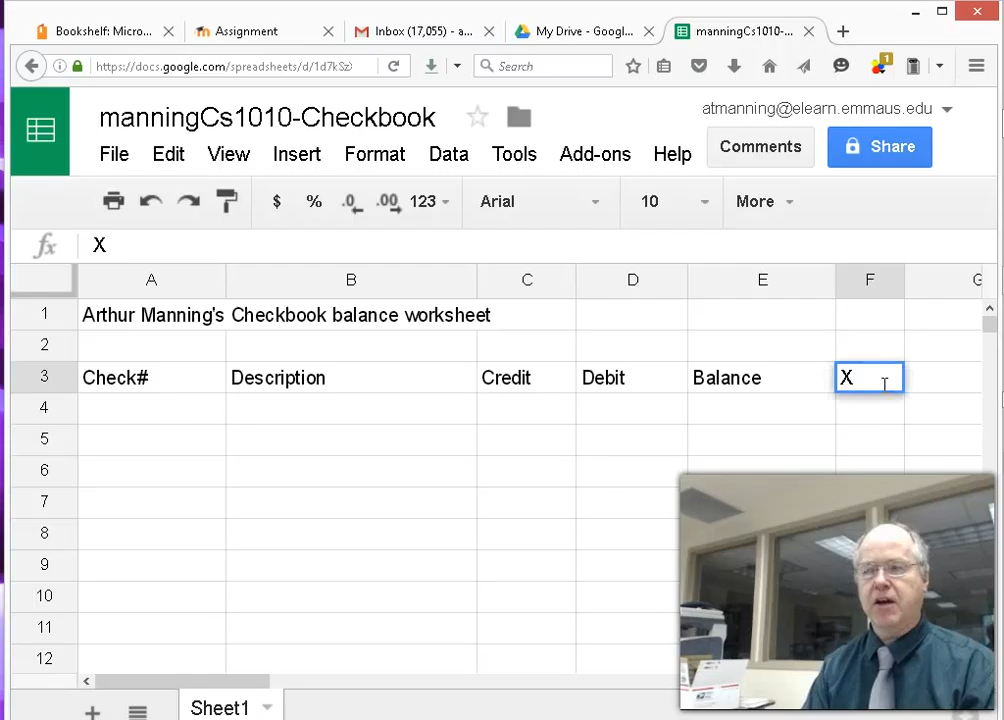 Bookshelf: Micro...
Assignment
Inbox (17,055) - a...
My Drive - Googl...
manningCs1010-...
https://docs.google.com/spreadsheets/d/1d7kSz
Search
1
manningCs1010-Checkbook
atmanning@elearn.emmaus.edu
File Edit View Insert Format Data Tools Add-ons Help
Comments
Share
$ % .0 .00 123 Arial 10 More
fx X
A B C D E F G
1 Arthur Manning's Checkbook balance worksheet
2
3 Check# Description Credit Debit Balance X
4
5
6
7
8
9
10
11
12
Sheet1